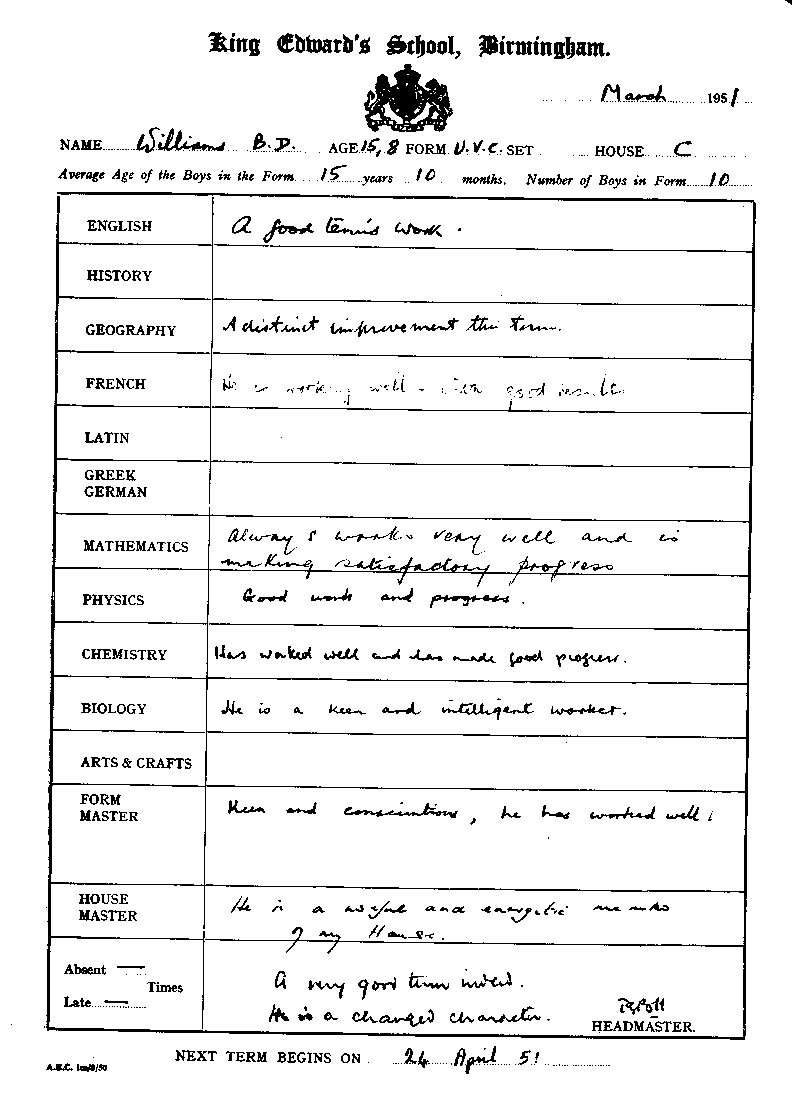 King Edward's School, Birmingham.
March 1951
NAME Williams B.D. AGE 15,8 FORM U.V.C. SET HOUSE C
Average Age of the Boys in the Form 15 years 10 months. Number of Boys in Form 10
ENGLISH A good term's work.
HISTORY
GEOGRAPHY A distinct improvement this term.
FRENCH He is working well - with good results
LATIN
GREEK
GERMAN
MATHEMATICS Always works very well and is
making satisfactory progress
PHYSICS Good work and progress.
CHEMISTRY Has worked well and has made good progress.
BIOLOGY He is a keen and intelligent worker.
ARTS & CRAFTS
FORM
MASTER Keen and conscientious, he has worked well
HOUSE
MASTER He is a useful and energetic member
of my House.
Absent
Times
Late
A very good term indeed.
He is a changed character.
HEADMASTER.
NEXT TERM BEGINS ON 24 April 51